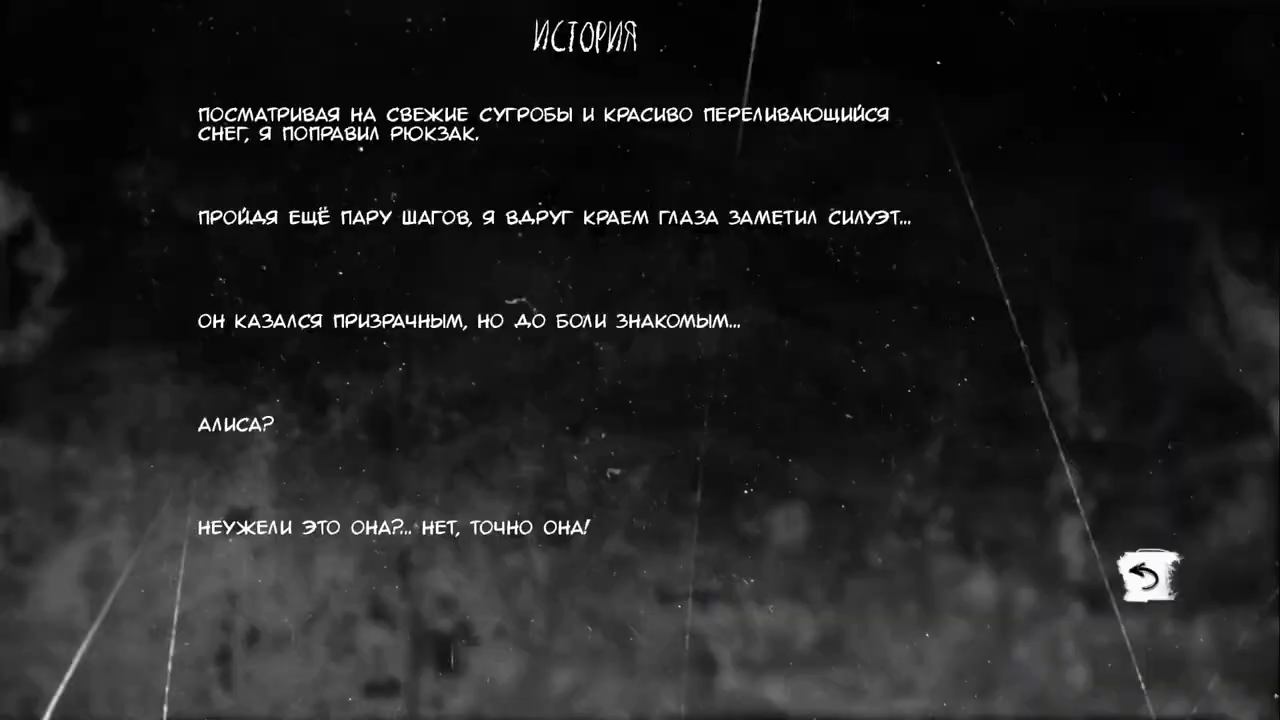 ИСТОРИЯ
ПОСМАТРИВАЯ НА СВЕЖИЕ СУГРОБЫ И КРАСИВО ПЕРЕЛИВАЮЩИЙСЯ
СНЕГ, Я ПОПРАВИЛ РЮКЗАК.
ПРОЙДЯ ЕЩЁ ПАРУ ШАГОВ, Я ВДРУГ КРАЕМ ГЛАЗА ЗАМЕТИЛ СИЛУЭТ...
ОН КАЗАЛСЯ ПРИЗРАЧНЫМ, НО ДО БОЛИ ЗНАКОМЫМ...
АЛИСА?
НЕУЖЕЛИ ЭТО ОНА?... НЕТ, ТОЧНО ОНА!